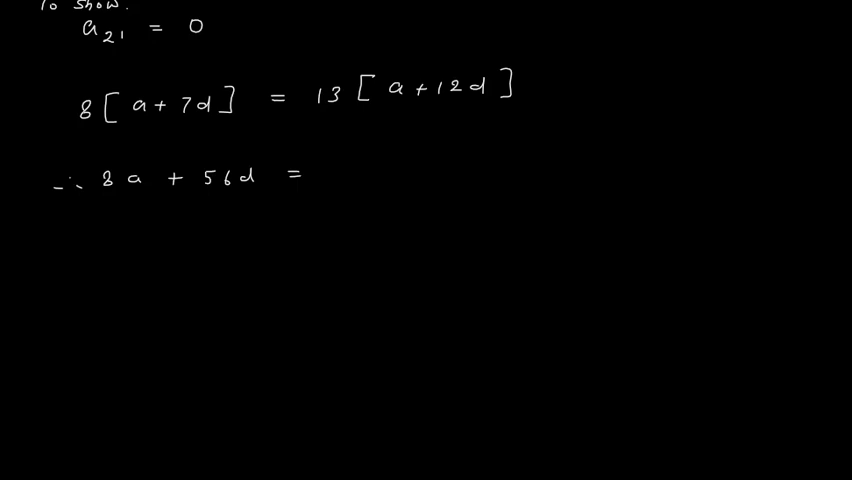 To show.
a₂₁ = 0
8 [ a + 7d ] = 13 [ a + 12d ]
∴ 8a + 56d =